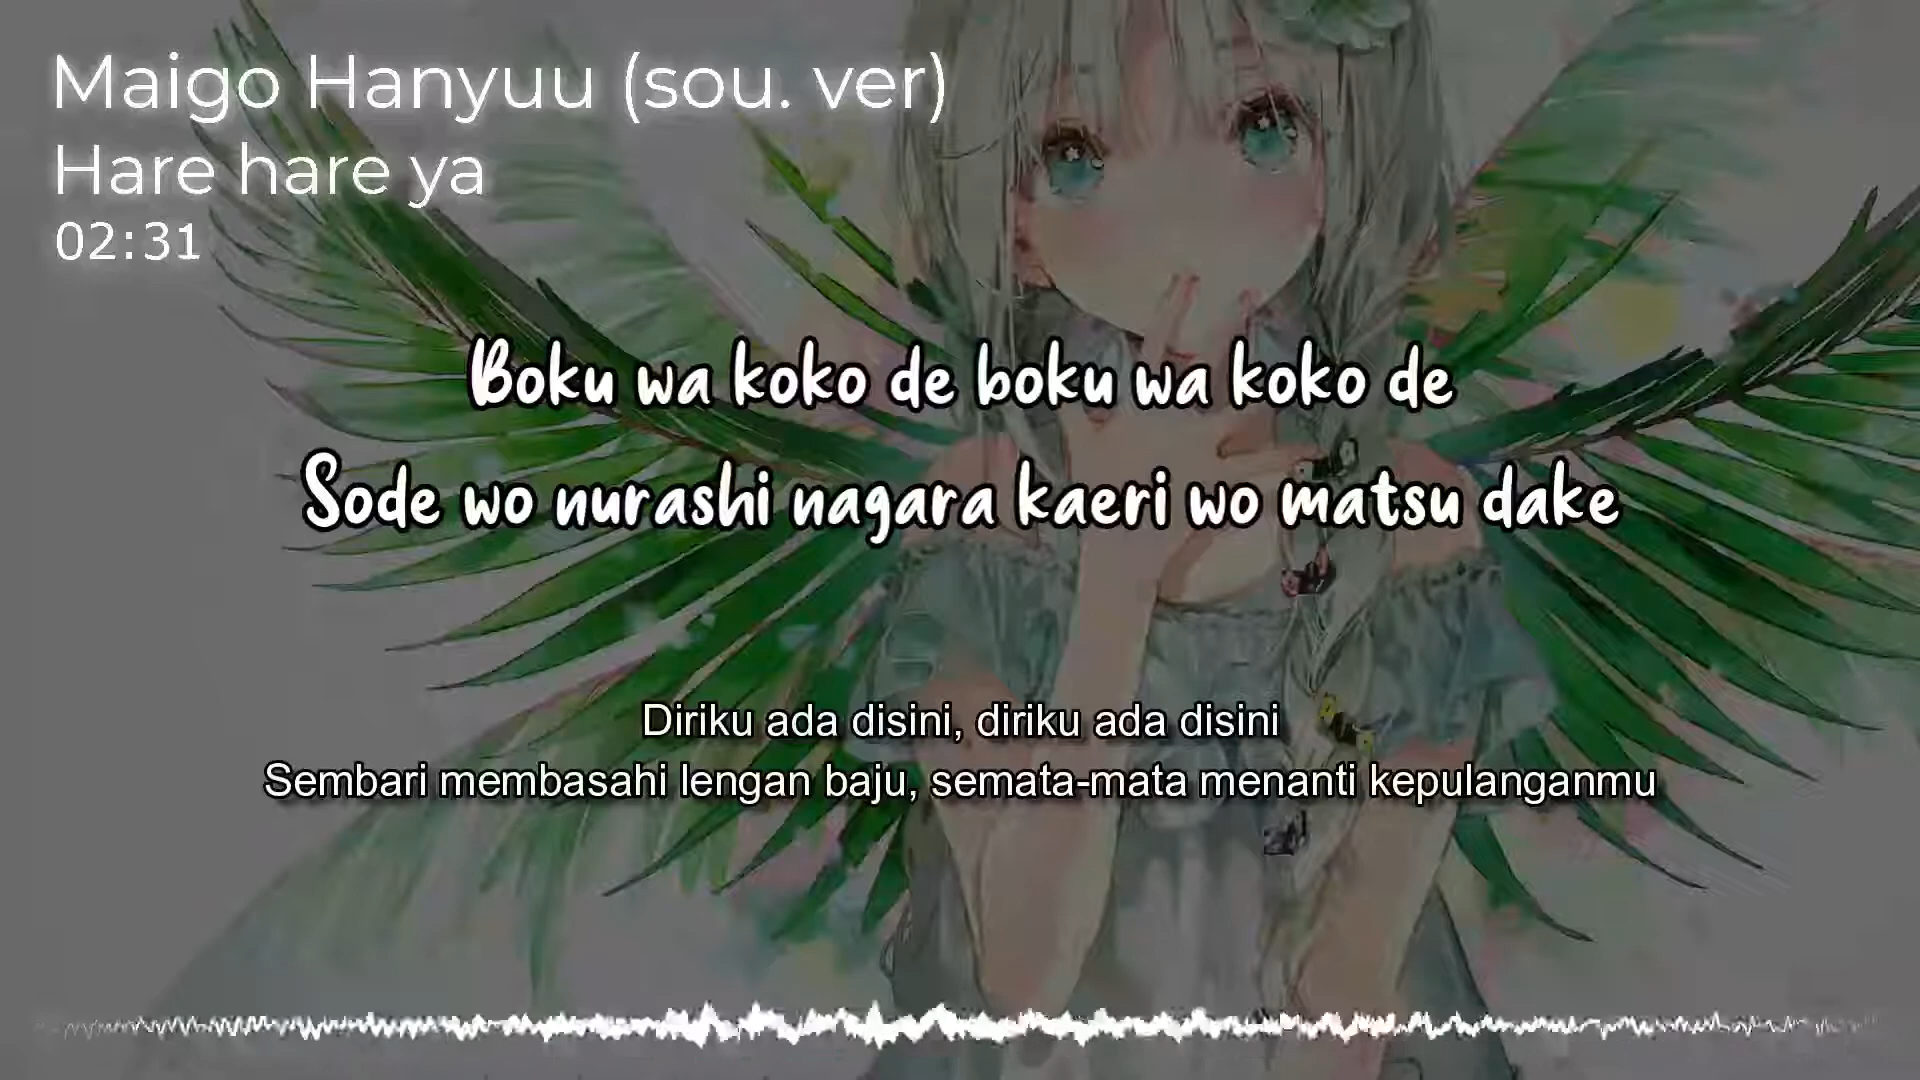 Maigo Hanyuu (sou. ver)
Hare hare ya
02:31
Boku wa koko de boku wa koko de
Sode wo nurashi nagara kaeri wo matsu dake
Diriku ada disini, diriku ada disini
Sembari membasahi lengan baju, semata-mata menanti kepulanganmu